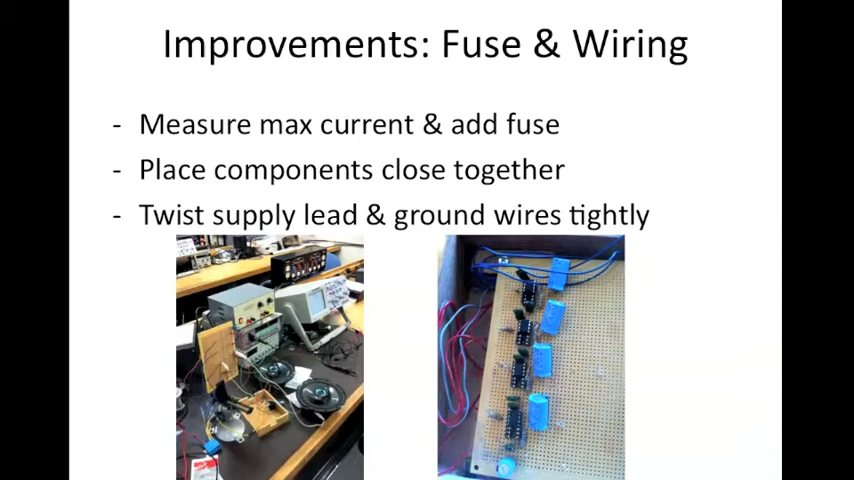 Improvements: Fuse & Wiring
- Measure max current & add fuse
- Place components close together
- Twist supply lead & ground wires tightly